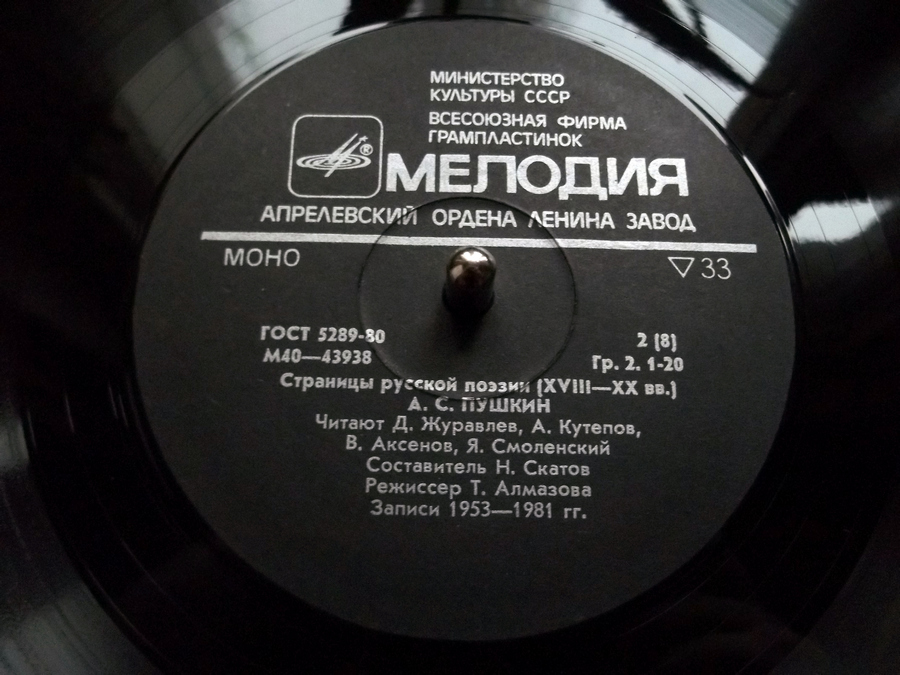 МИНИСТЕРСТВО
КУЛЬТУРЫ СССР
ВСЕСОЮЗНАЯ ФИРМА
ГРАМПЛАСТИНОК
®
МЕЛОДИЯ
АПРЕЛЕВСКИЙ ОРДЕНА ЛЕНИНА ЗАВОД
МОНО ▽33
ГОСТ 5289-80 2 (8)
М40—43938 Гр. 2. 1-20
Страницы русской поэзии (XVIII—XX вв.)
А. С. ПУШКИН
Читают Д. Журавлев, А. Кутепов,
В. Аксенов, Я. Смоленский
Составитель Н. Скатов
Режиссер Т. Алмазова
Записи 1953—1981 гг.